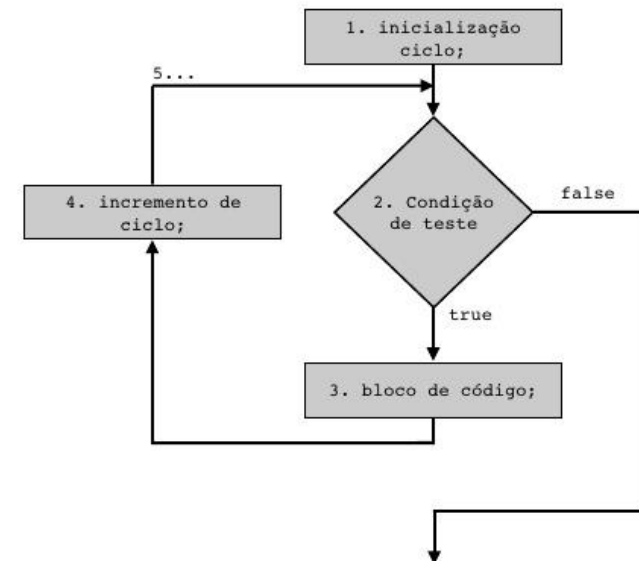 1. inicialização
ciclo;
5...
4. incremento de
ciclo;
2. Condição
de teste
false
true
3. bloco de código;